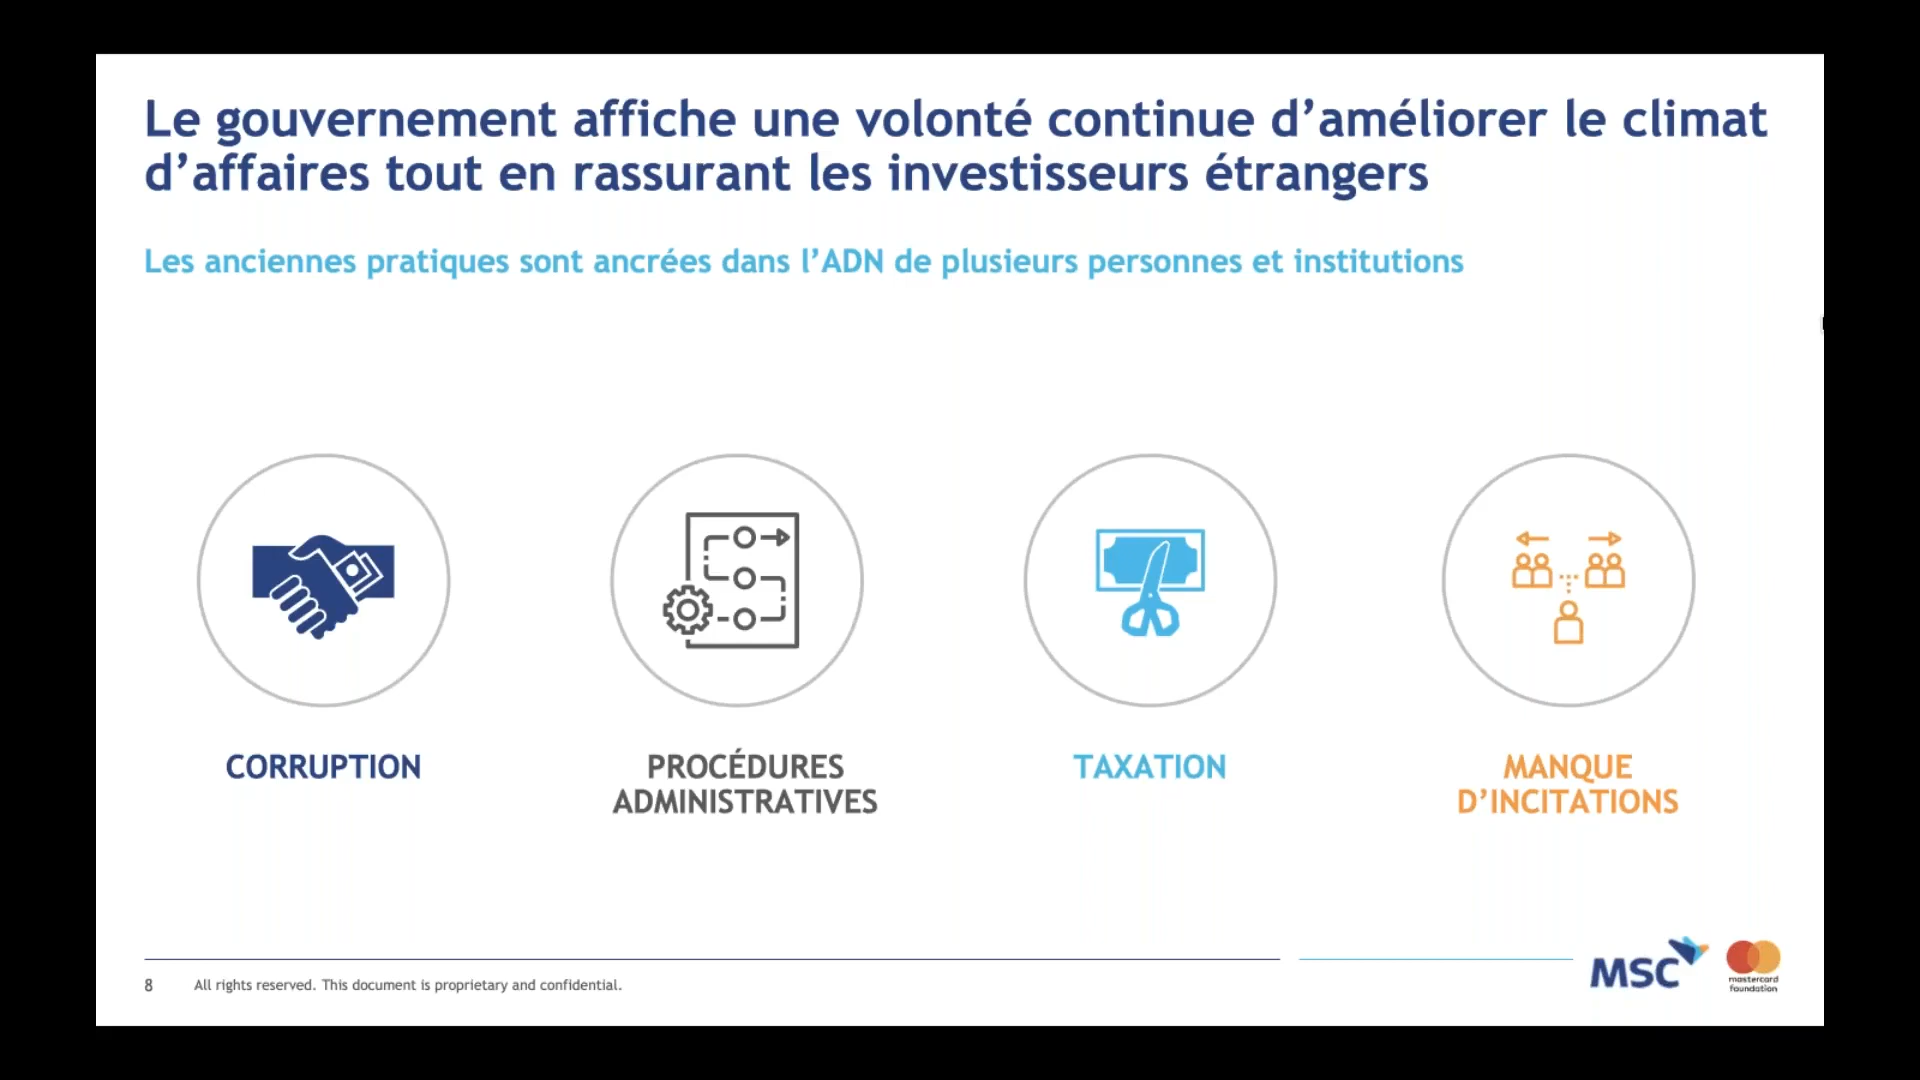 Le gouvernement affiche une volonté continue d’améliorer le climat
d’affaires tout en rassurant les investisseurs étrangers
Les anciennes pratiques sont ancrées dans l’ADN de plusieurs personnes et institutions
CORRUPTION
PROCÉDURES
ADMINISTRATIVES
TAXATION
MANQUE
D’INCITATIONS
8 All rights reserved. This document is proprietary and confidential.
MSC
mastercard
foundation